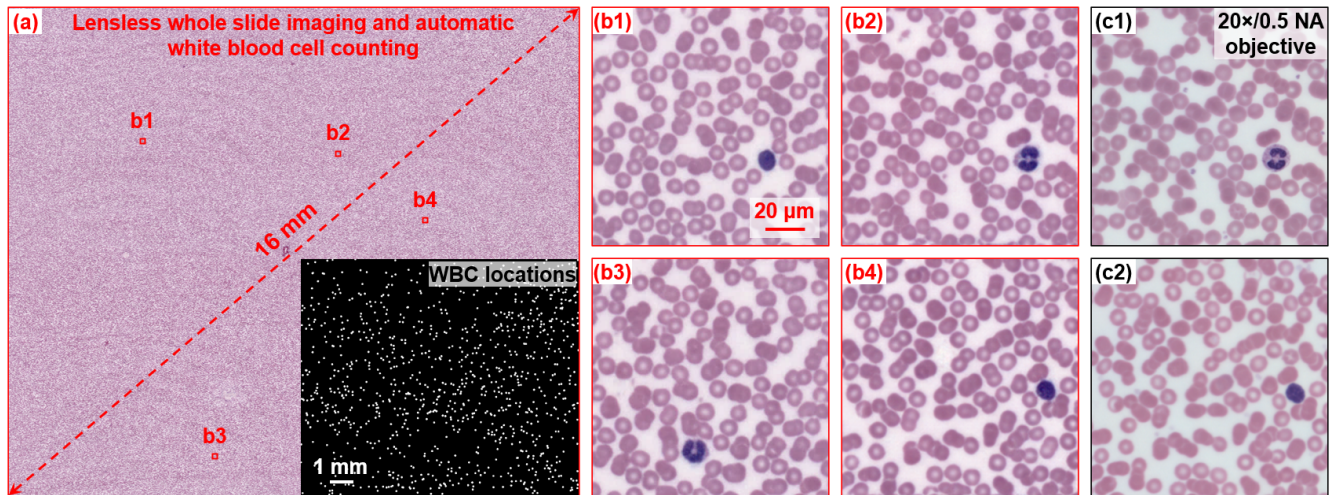 (a)
Lensless whole slide imaging and automatic
white blood cell counting
b1
b2
b4
16 mm
b3
WBC locations
1 mm
(b1)
20 µm
(b2)
(c1)
20×/0.5 NA
objective
(b3)
(b4)
(c2)